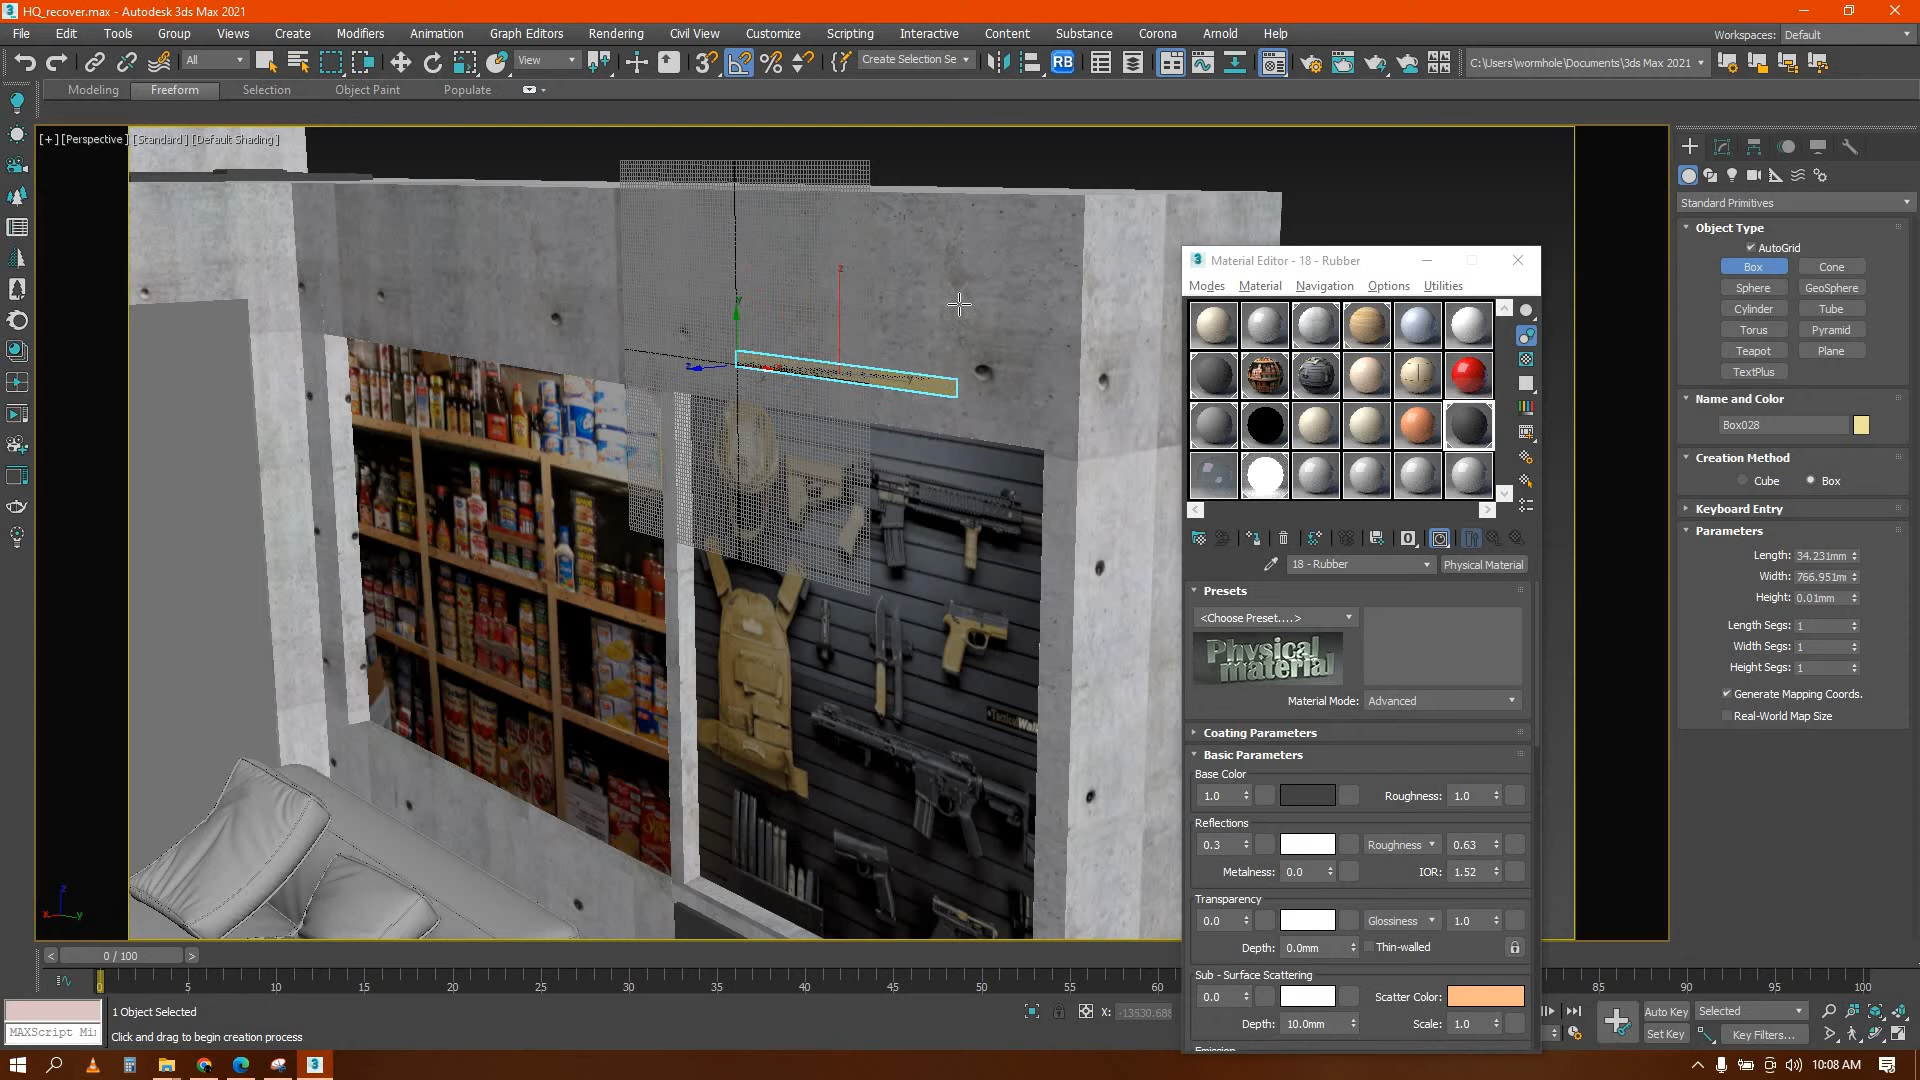 HQ_recover.max - Autodesk 3ds Max 2021
File Edit Tools Group Views Create Modifiers Animation Graph Editors Rendering Civil View Customize Scripting Interactive Content Substance Corona Arnold Help
Workspaces: Default
All View Create Selection Se RB C:\Users\wormhole\Documents\3ds Max 2021
Modeling Freeform Selection Object Paint Populate
[+] [Perspective] [Standard] [Default Shading]
Standard Primitives
Object Type
AutoGrid
Box Cone
Sphere GeoSphere
Cylinder Tube
Torus Pyramid
Teapot Plane
TextPlus
Name and Color
Box028
Creation Method
Cube Box
Keyboard Entry
Parameters
Length: 34.231mm
Width: 766.951m
Height: 0.01mm
Length Segs: 1
Width Segs: 1
Height Segs: 1
Generate Mapping Coords.
Real-World Map Size
Material Editor - 18 - Rubber
Modes Material Navigation Options Utilities
18 - Rubber Physical Material
Presets
<Choose Preset....>
Physical material
Material Mode: Advanced
Coating Parameters
Basic Parameters
Base Color
1.0 Roughness: 1.0
Reflections
0.3 Roughness 0.63
Metalness: 0.0 IOR: 1.52
Transparency
0.0 Glossiness 1.0
Depth: 0.0mm Thin-walled
Sub - Surface Scattering
0.0 Scatter Color:
Depth: 10.0mm Scale: 1.0
Emission
z
y
z
z
x
y
< 0 / 100 >
0 5 10 15 20 25 30 35 40 45 50 55 60 85 90 95 100
1 Object Selected
X: -13530.688
Auto Key Selected
MAXScript Mi
Click and drag to begin creation process
Set Key Key Filters...
10:08 AM